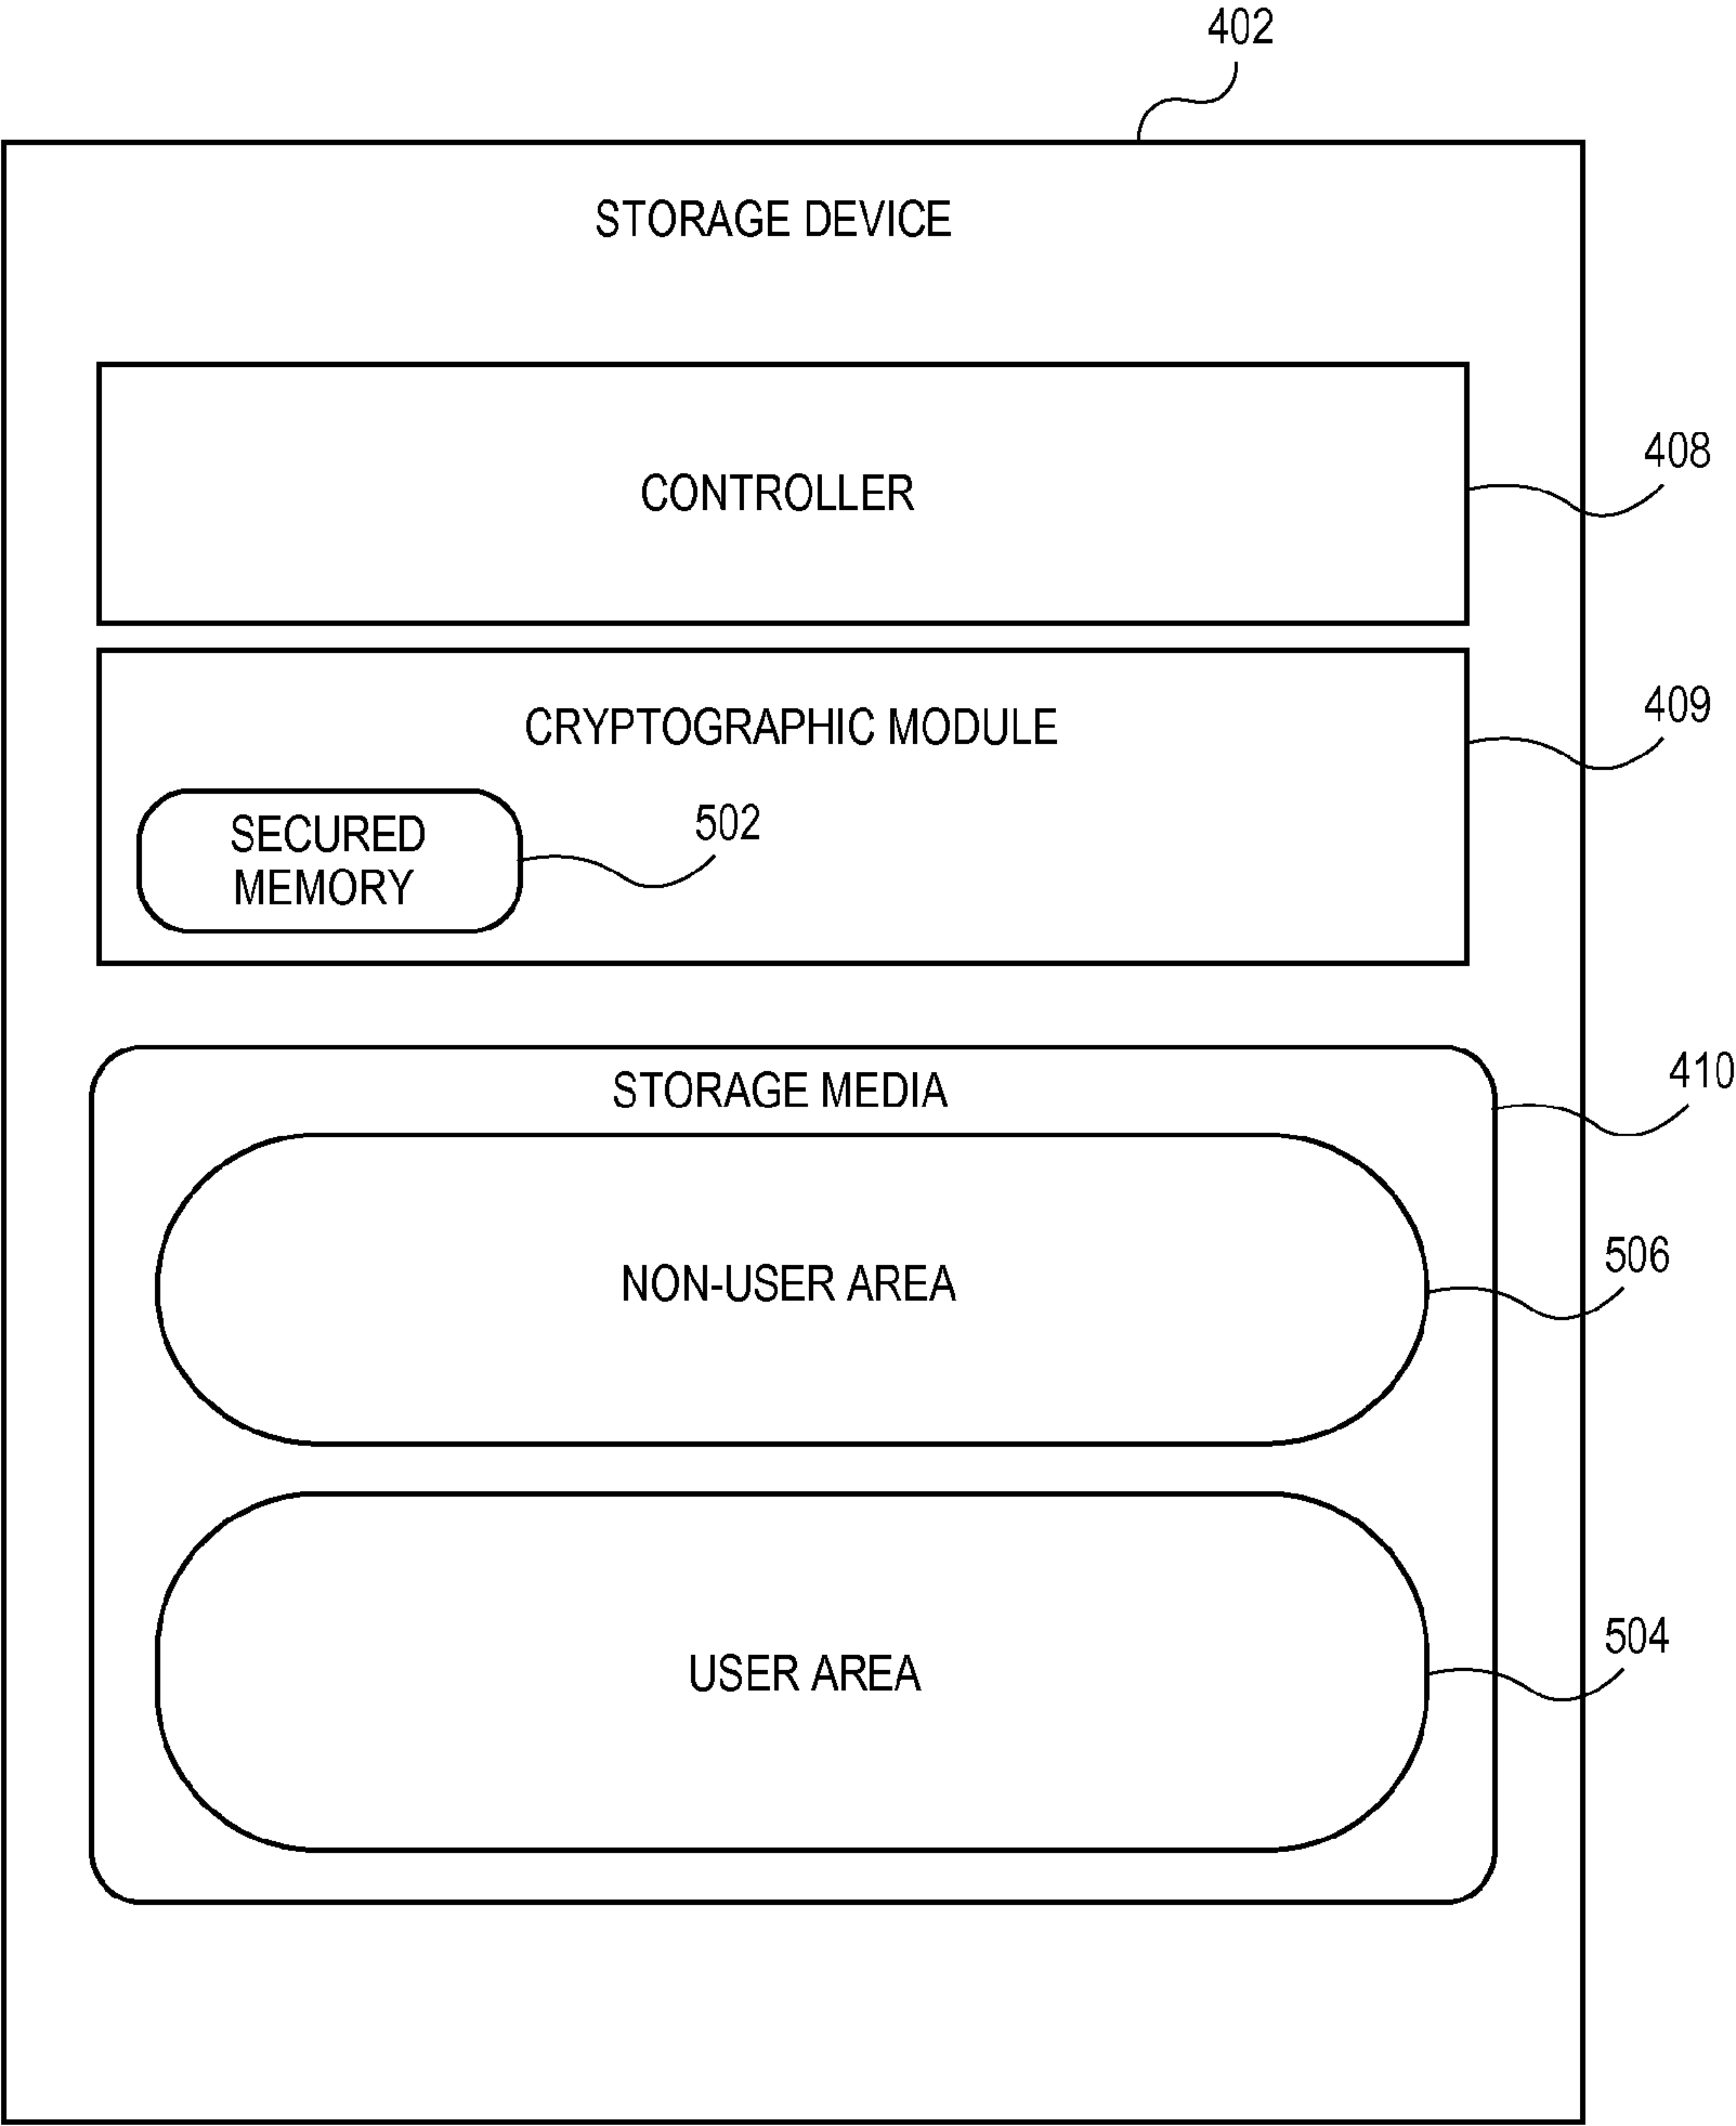 402
STORAGE DEVICE
CONTROLLER
408
CRYPTOGRAPHIC MODULE
409
SECURED
MEMORY
502
STORAGE MEDIA
410
NON-USER AREA
506
USER AREA
504